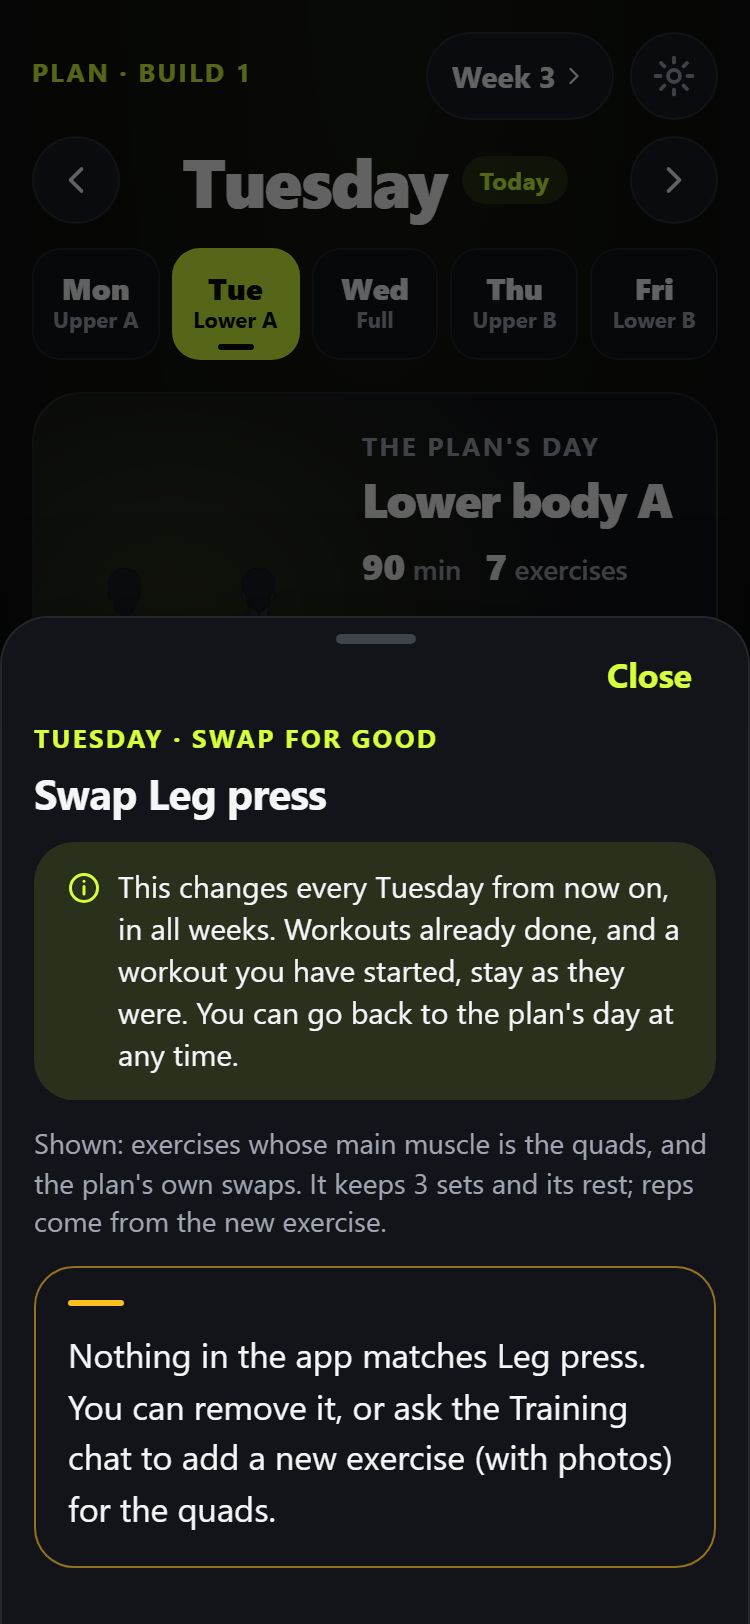 PLAN · BUILD 1
Week 3
Tuesday
Today
Mon
Upper A
Tue
Lower A
Wed
Full
Thu
Upper B
Fri
Lower B
THE PLAN'S DAY
Lower body A
90 min 7 exercises
Close
TUESDAY · SWAP FOR GOOD
Swap Leg press
This changes every Tuesday from now on,
in all weeks. Workouts already done, and a
workout you have started, stay as they
were. You can go back to the plan's day at
any time.
Shown: exercises whose main muscle is the quads, and
the plan's own swaps. It keeps 3 sets and its rest; reps
come from the new exercise.
Nothing in the app matches Leg press.
You can remove it, or ask the Training
chat to add a new exercise (with photos)
for the quads.